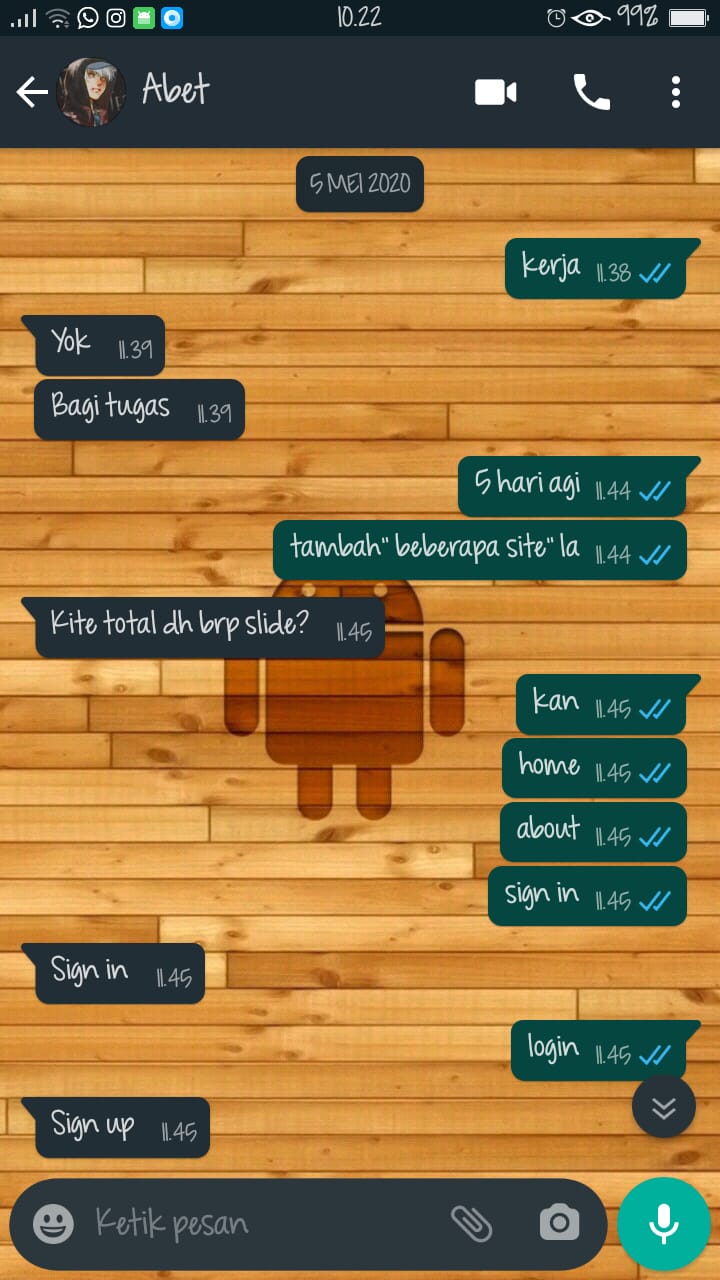 10.22
99%
Abet
5 MEI 2020
kerja 11.38
Yok 11.39
Bagi tugas 11.39
5 hari agi 11.44
tambah" beberapa site" la 11.44
Kite total dh brp slide? 11.45
kan 11.45
home 11.45
about 11.45
sign in 11.45
Sign in 11.45
login 11.45
Sign up 11.45
Ketik pesan